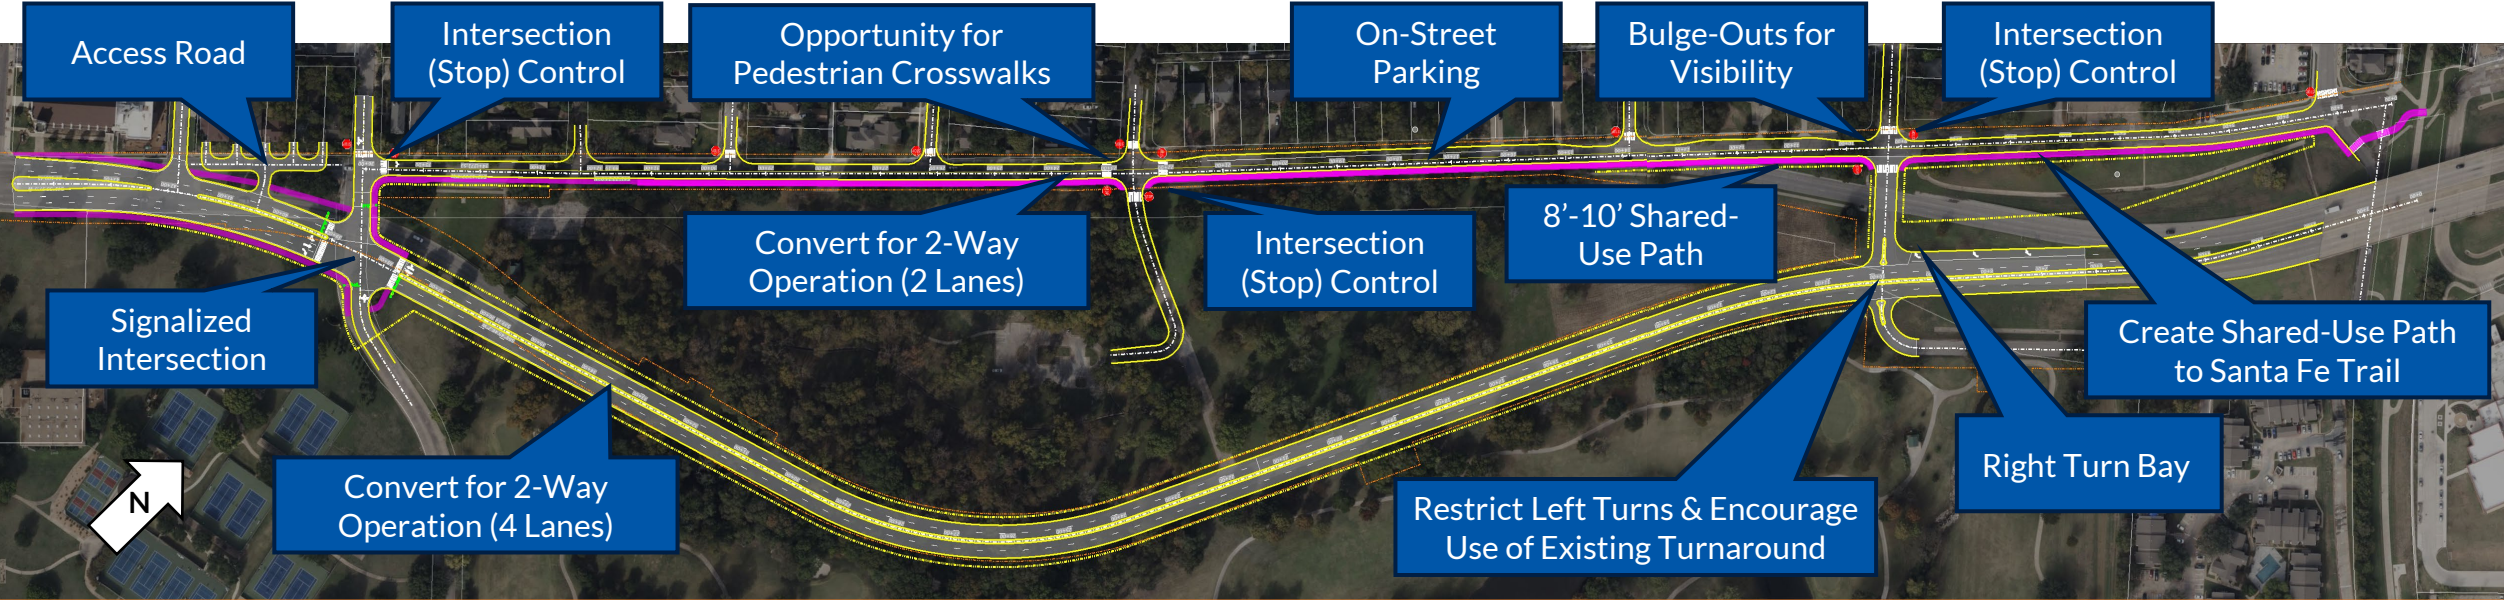 Access Road
Intersection
(Stop) Control
Opportunity for
Pedestrian Crosswalks
On-Street
Parking
Bulge-Outs for
Visibility
Intersection
(Stop) Control
8’-10’ Shared-
Use Path
Convert for 2-Way
Operation (2 Lanes)
Intersection
(Stop) Control
Signalized
Intersection
Create Shared-Use Path
to Santa Fe Trail
Right Turn Bay
Convert for 2-Way
Operation (4 Lanes)
N
Restrict Left Turns & Encourage
Use of Existing Turnaround